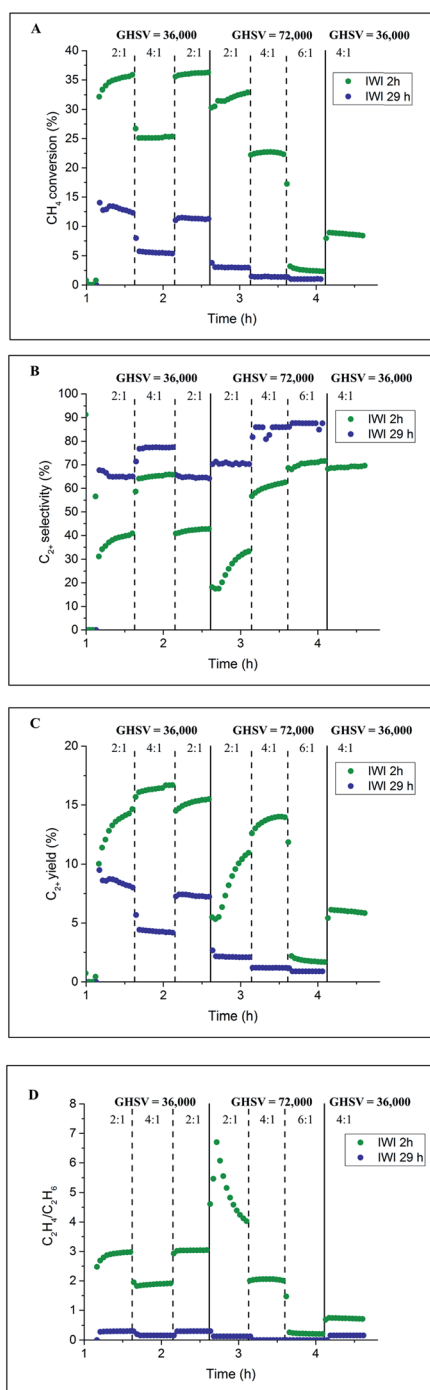 A
GHSV = 36,000 GHSV = 72,000 GHSV = 36,000
2:1 4:1 2:1 2:1 4:1 6:1 4:1
40
35
30
25
20
15
10
5
0
CH4 conversion (%)
IWI 2h
IWI 29 h
1 2 3 4
Time (h)
B
GHSV = 36,000 GHSV = 72,000 GHSV = 36,000
2:1 4:1 2:1 2:1 4:1 6:1 4:1
100
90
80
70
60
50
40
30
20
10
0
C2+ selectivity (%)
IWI 2h
IWI 29 h
1 2 3 4
Time (h)
C
GHSV = 36,000 GHSV = 72,000 GHSV = 36,000
2:1 4:1 2:1 2:1 4:1 6:1 4:1
20
15
10
5
0
C2+ yield (%)
IWI 2h
IWI 29 h
1 2 3 4
Time (h)
D
GHSV = 36,000 GHSV = 72,000 GHSV = 36,000
2:1 4:1 2:1 2:1 4:1 6:1 4:1
8
7
6
5
4
3
2
1
0
C2H4/C2H6
IWI 2h
IWI 29 h
1 2 3 4
Time (h)